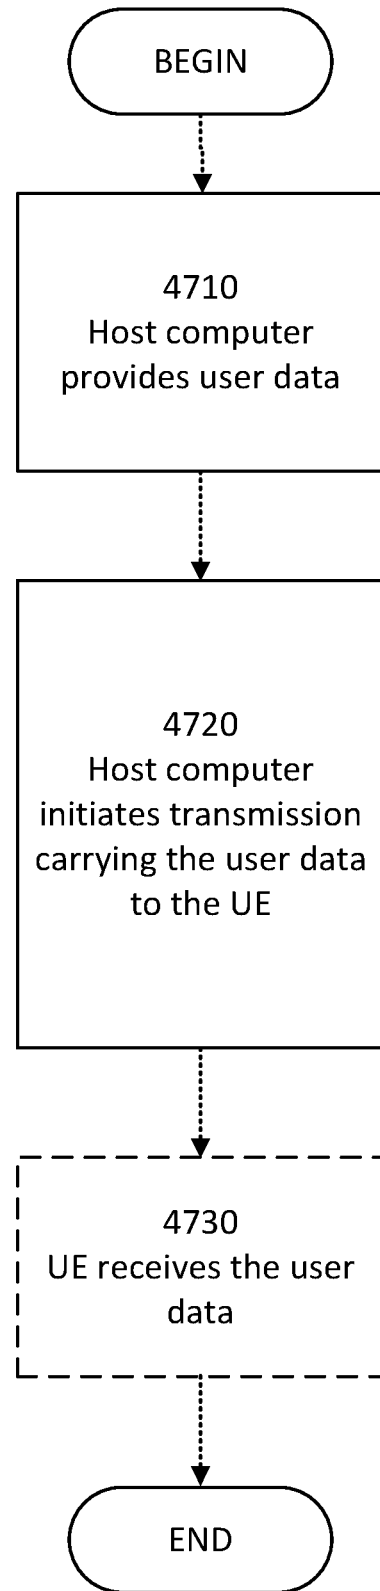 BEGIN
4710
Host computer
provides user data
4720
Host computer
initiates transmission
carrying the user data
to the UE
4730
UE receives the user
data
END